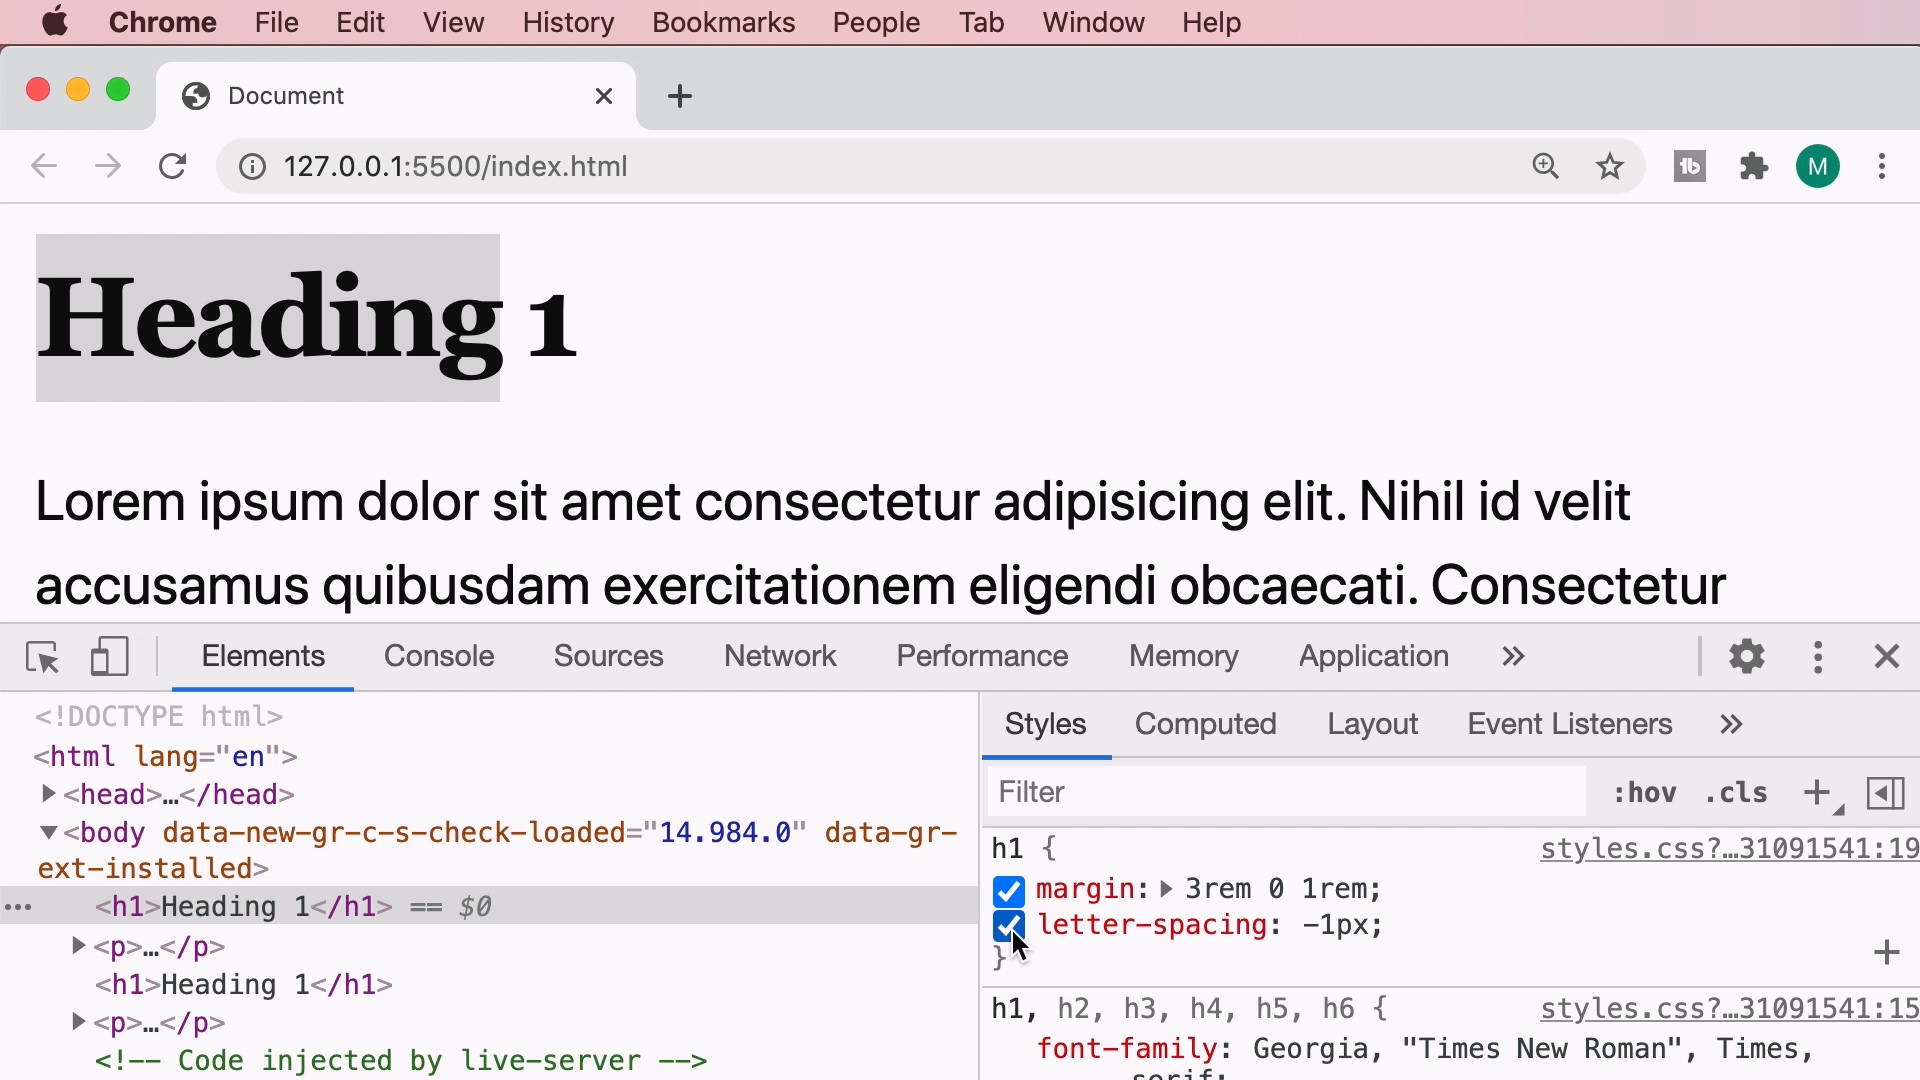 Chrome File Edit View History Bookmarks People Tab Window Help
Document
127.0.0.1:5500/index.html
M
Heading 1
Lorem ipsum dolor sit amet consectetur adipisicing elit. Nihil id velit
accusamus quibusdam exercitationem eligendi obcaecati. Consectetur
Elements Console Sources Network Performance Memory Application »
<!DOCTYPE html>
<html lang="en">
<head>…</head>
<body data-new-gr-c-s-check-loaded="14.984.0" data-gr-
ext-installed>
<h1>Heading 1</h1> == $0
<p>…</p>
<h1>Heading 1</h1>
<p>…</p>
<!-- Code injected by live-server -->
Styles Computed Layout Event Listeners »
Filter :hov .cls +
h1 { styles.css?…31091541:19
margin: 3rem 0 1rem;
letter-spacing: -1px;
}
h1, h2, h3, h4, h5, h6 { styles.css?…31091541:15
font-family: Georgia, "Times New Roman", Times,
serif;